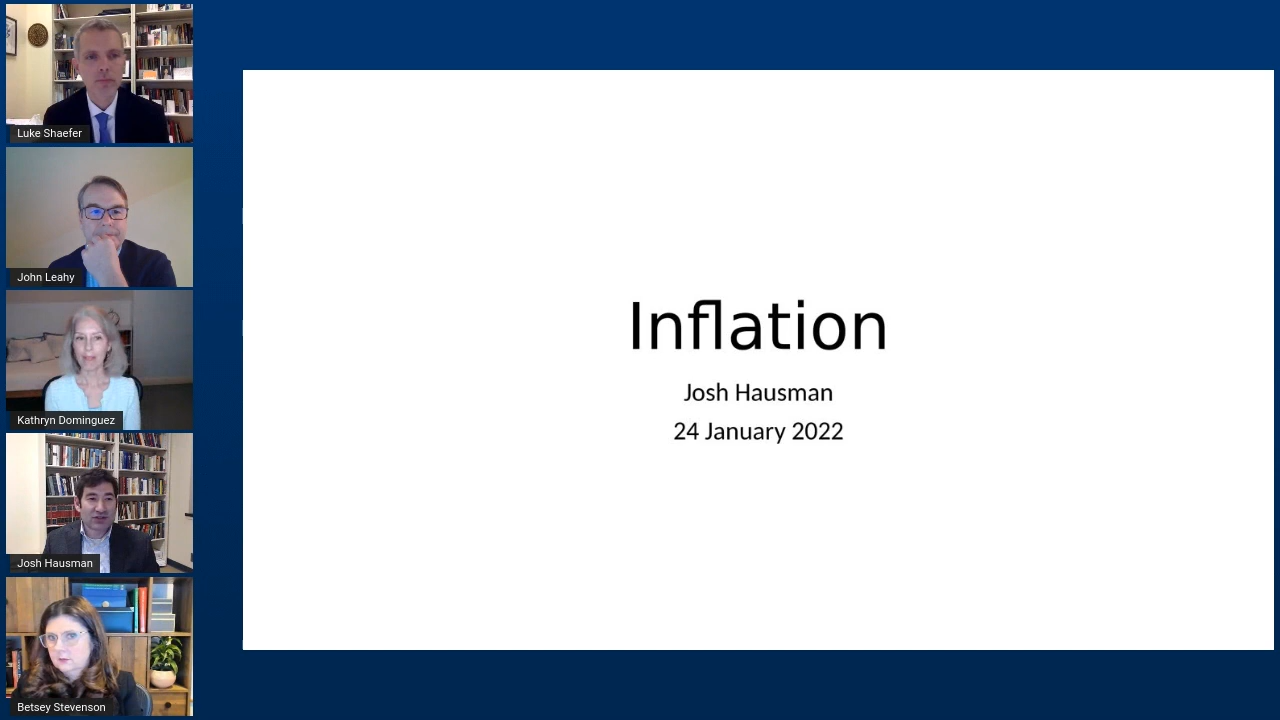 Luke Shaefer
John Leahy
Kathryn Dominguez
Josh Hausman
Betsey Stevenson
Inflation
Josh Hausman
24 January 2022